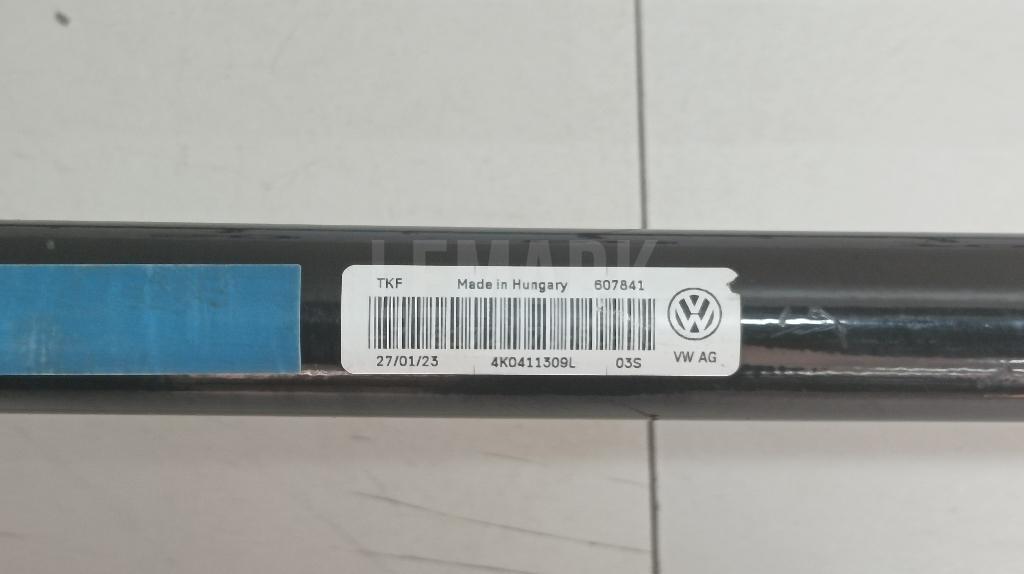 LEMARK
TKF Made in Hungary 607841
27/01/23 4K0411309L 03S
VW AG